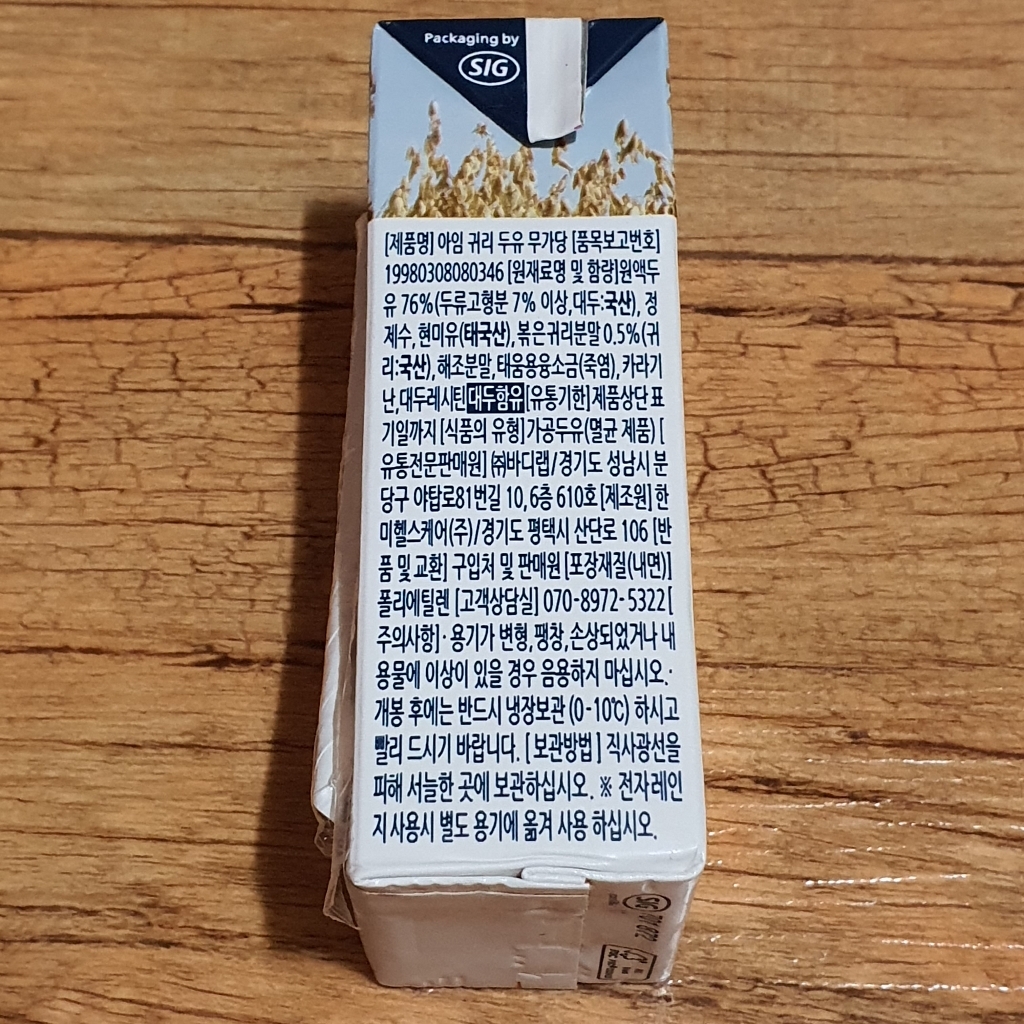 Packaging by
SIG
[제품명] 아임 귀리 두유 무가당 [품목보고번호]
19980308080346 [원재료명 및 함량]원액두
유 76%(두류고형분 7% 이상,대두:국산), 정
제수, 현미유(태국산), 볶은귀리분말 0.5%(귀
리:국산), 해조분말,태움용융소금(죽염), 카라기
난,대두레시틴 대두함유 [유통기한] 제품상단 표
기일까지 [식품의 유형]가공두유(멸균 제품) [
유통전문판매원] ㈜바디랩/경기도 성남시 분
당구 야탑로81번길 10, 6층 610호 [제조원] 한
미헬스케어(주)/경기도 평택시 산단로 106 [반
품 및 교환] 구입처 및 판매원 [포장재질(내면)]
폴리에틸렌 [고객상담실] 070-8972-5322[
주의사항]·용기가 변형, 팽창,손상되었거나 내
용물에 이상이 있을 경우 음용하지 마십시오.·
개봉 후에는 반드시 냉장보관 (0-10℃) 하시고
빨리 드시기 바랍니다. [보관방법] 직사광선을
피해 서늘한 곳에 보관하십시오. ※ 전자레인
지 사용시 별도 용기에 옮겨 사용 하십시오.
SIG